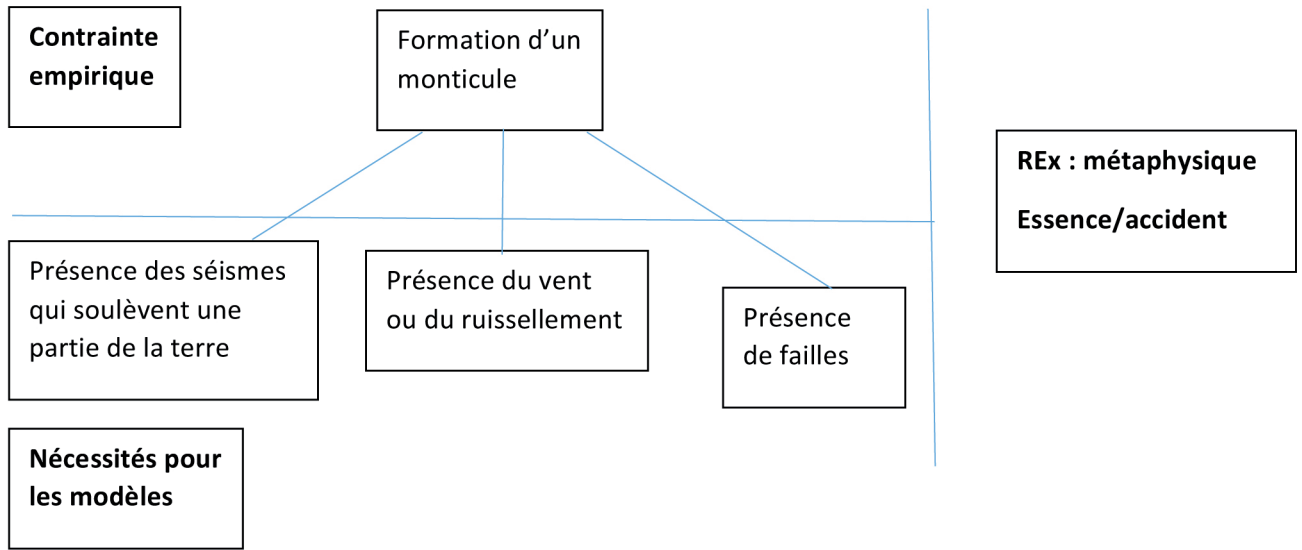 Contrainte
empirique
Formation d’un
monticule
REx : métaphysique
Essence/accident
Présence des séismes
qui soulèvent une
partie de la terre
Présence du vent
ou du ruissellement
Présence
de failles
Nécessités pour
les modèles